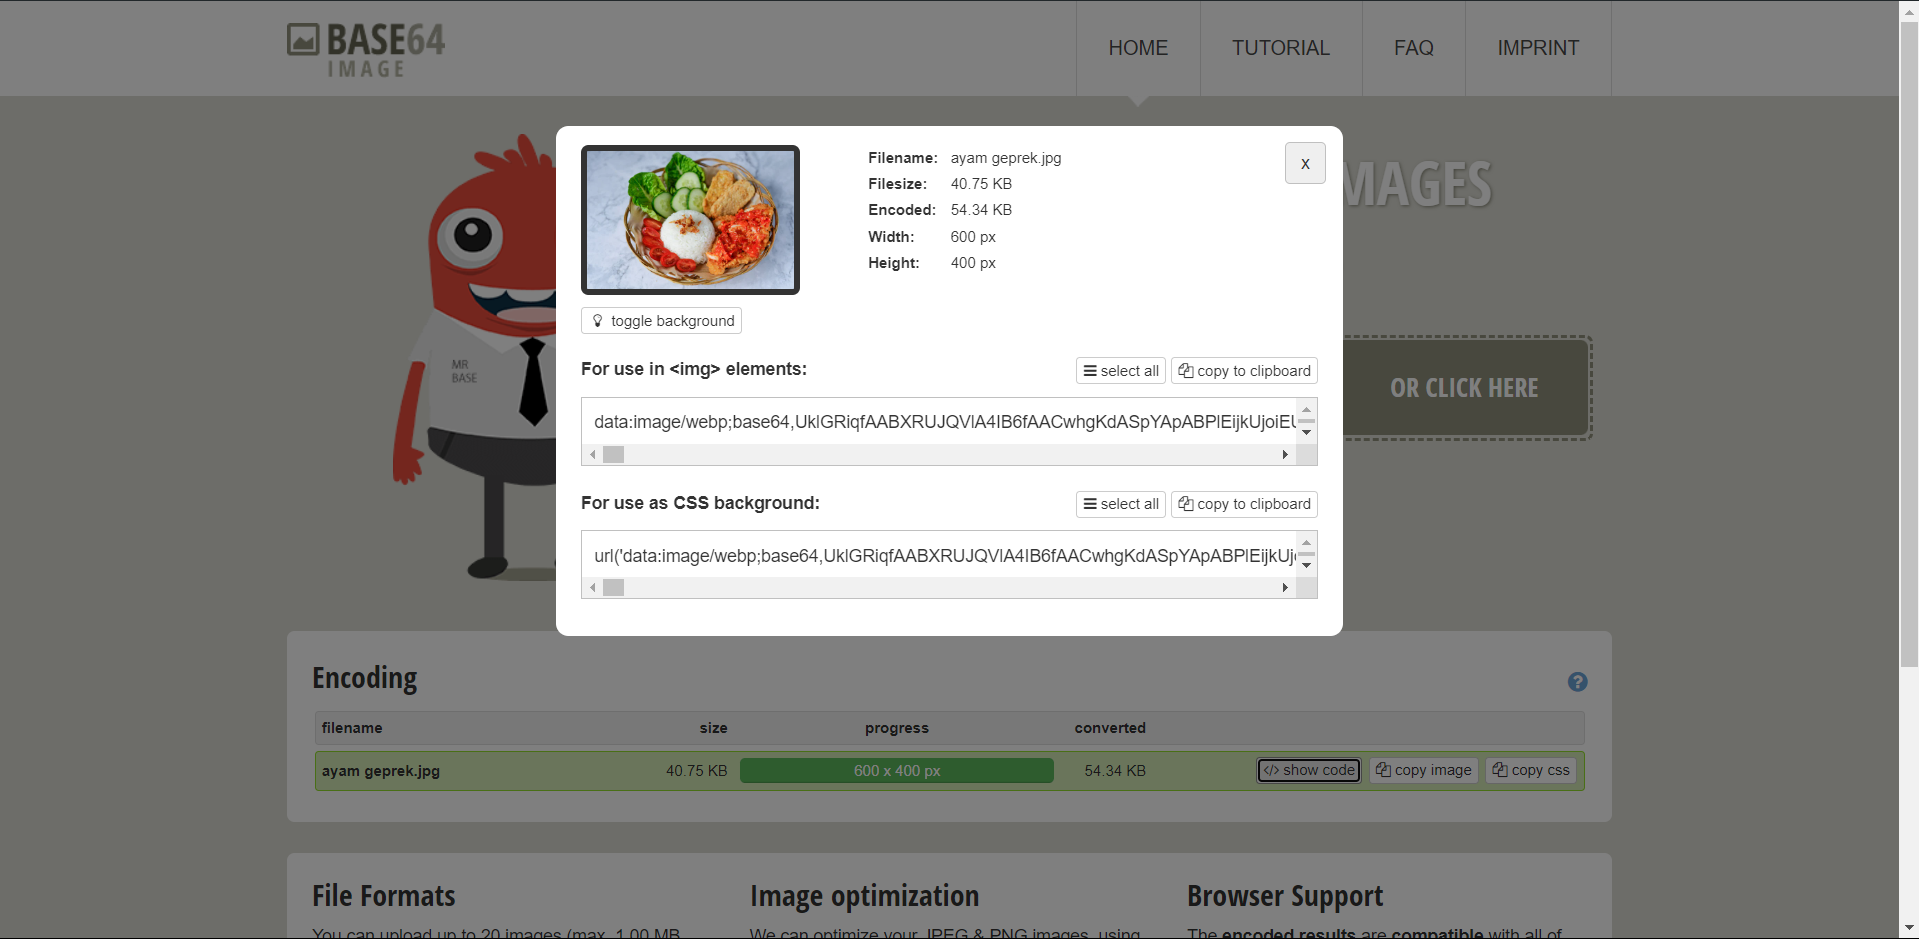 BASE64
IMAGE
HOME
TUTORIAL
FAQ
IMPRINT
MAGES
MR
BASE
OR CLICK HERE
Filename: ayam geprek.jpg
Filesize: 40.75 KB
Encoded: 54.34 KB
Width: 600 px
Height: 400 px
x
toggle background
For use in <img> elements:
select all
copy to clipboard
data:image/webp;base64,UklGRiqfAABXRUJQVlA4IB6fAACwhgKdASpYApABPlEijkUjoiEU
For use as CSS background:
select all
copy to clipboard
url('data:image/webp;base64,UklGRiqfAABXRUJQVlA4IB6fAACwhgKdASpYApABPlEijkUj
Encoding
?
filename size progress converted
ayam geprek.jpg 40.75 KB 600 x 400 px 54.34 KB </> show code copy image copy css
File Formats
You can upload up to 20 images (max. 1.00 MB
Image optimization
We can optimize your JPEG & PNG images, using
Browser Support
The encoded results are compatible with all of